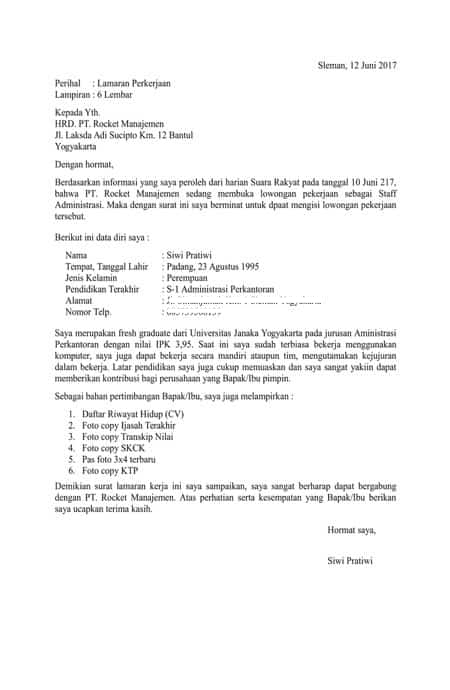 Sleman, 12 Juni 2017
Perihal : Lamaran Perkerjaan
Lampiran : 6 Lembar
Kepada Yth.
HRD. PT. Rocket Manajemen
Jl. Laksda Adi Sucipto Km. 12 Bantul
Yogyakarta
Dengan hormat,
Berdasarkan informasi yang saya peroleh dari harian Suara Rakyat pada tanggal 10 Juni 217,
bahwa PT. Rocket Manajemen sedang membuka lowongan pekerjaan sebagai Staff
Administrasi. Maka dengan surat ini saya berminat untuk dpaat mengisi lowongan pekerjaan
tersebut.
Berikut ini data diri saya :
Nama : Siwi Pratiwi
Tempat, Tanggal Lahir : Padang, 23 Agustus 1995
Jenis Kelamin : Perempuan
Pendidikan Terakhir : S-1 Administrasi Perkantoran
Alamat :
Nomor Telp. :
Saya merupakan fresh graduate dari Universitas Janaka Yogyakarta pada jurusan Aministrasi
Perkantoran dengan nilai IPK 3,95. Saat ini saya sudah terbiasa bekerja menggunakan
komputer, saya juga dapat bekerja secara mandiri ataupun tim, mengutamakan kejujuran
dalam bekerja. Latar pendidikan saya juga cukup memuaskan dan saya sangat yakiin dapat
memberikan kontribusi bagi perusahaan yang Bapak/Ibu pimpin.
Sebagai bahan pertimbangan Bapak/Ibu, saya juga melampirkan :
1. Daftar Riwayat Hidup (CV)
2. Foto copy Ijasah Terakhir
3. Foto copy Transkip Nilai
4. Foto copy SKCK
5. Pas foto 3x4 terbaru
6. Foto copy KTP
Demikian surat lamaran kerja ini saya sampaikan, saya sangat berharap dapat bergabung
dengan PT. Rocket Manajemen. Atas perhatian serta kesempatan yang Bapak/Ibu berikan
saya ucapkan terima kasih.
Hormat saya,
Siwi Pratiwi